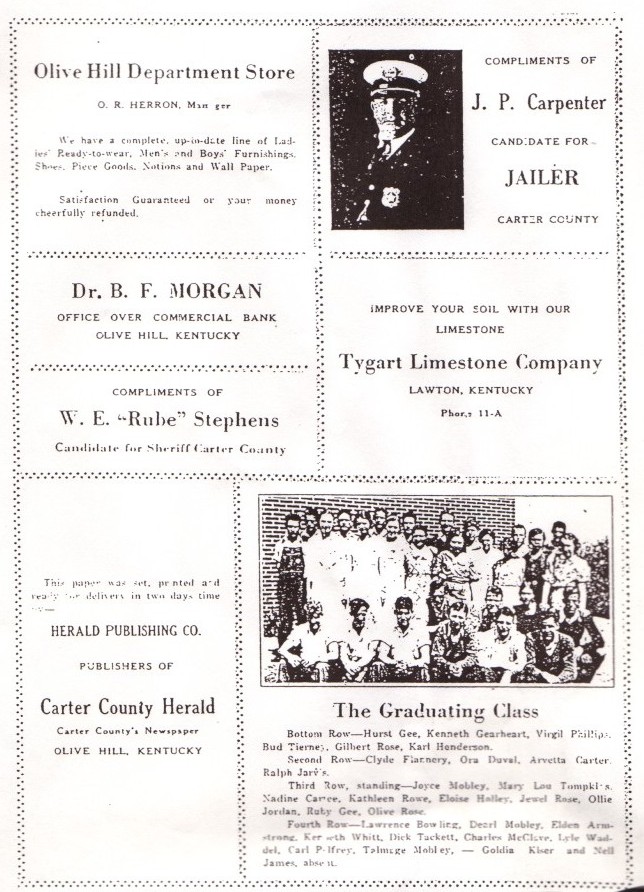 Olive Hill Department Store
O. R. HERRON, Manager
We have a complete, up-to-date line of Lad-
ies' Ready-to-wear, Men's and Boys' Furnishings,
Shoes, Piece Goods, Notions and Wall Paper.
Satisfaction Guaranteed or your money
cheerfully refunded.
COMPLIMENTS OF
J. P. Carpenter
CANDIDATE FOR
JAILER
CARTER COUNTY
Dr. B. F. MORGAN
OFFICE OVER COMMERCIAL BANK
OLIVE HILL, KENTUCKY
COMPLIMENTS OF
W. E. "Rube" Stephens
Candidate for Sheriff Carter County
IMPROVE YOUR SOIL WITH OUR
LIMESTONE
Tygart Limestone Company
LAWTON, KENTUCKY
Phone 11-A
This paper was set, printed and
ready for delivery in two days time
by—
HERALD PUBLISHING CO.
PUBLISHERS OF
Carter County Herald
Carter County's Newspaper
OLIVE HILL, KENTUCKY
The Graduating Class
Bottom Row—Hurst Gee, Kenneth Gearheart, Virgil Phillips,
Bud Tierney, Gilbert Rose, Karl Henderson.
Second Row—Clyde Flannery, Ora Duval, Arvetta Carter,
Ralph Jarvis.
Third Row, standing—Joyce Mobley, Mary Lou Tompkins,
Nadine Kathleen Rowe, Eloise Holley, Jewel Rose, Ollie
Jordan, Ruby Gee, Olive Rose.
Fourth Row—Lawrence Bowling, Dearl Mobley, Elden Arm-
strong, Kenneth Whitt, Dick Tackett, Charles McGlave, Lyle Wad-
del, Carl Pelfrey, Talmage Mobley, — Goldia Kiser and Nell
James, absent.